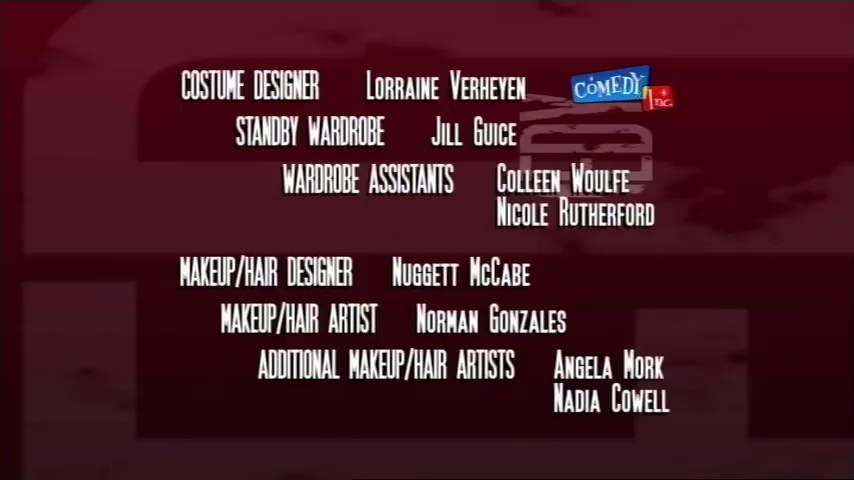 COSTUME DESIGNER LORRAINE VERHEYEN
COMEDY Inc.
STANDBY WARDROBE JILL GUICE
WARDROBE ASSISTANTS COLLEEN WOULFE
NICOLE RUTHERFORD
MAKEUP/HAIR DESIGNER NUGGETT MCCABE
MAKEUP/HAIR ARTIST NORMAN GONZALES
ADDITIONAL MAKEUP/HAIR ARTISTS ANGELA MORK
NADIA COWELL